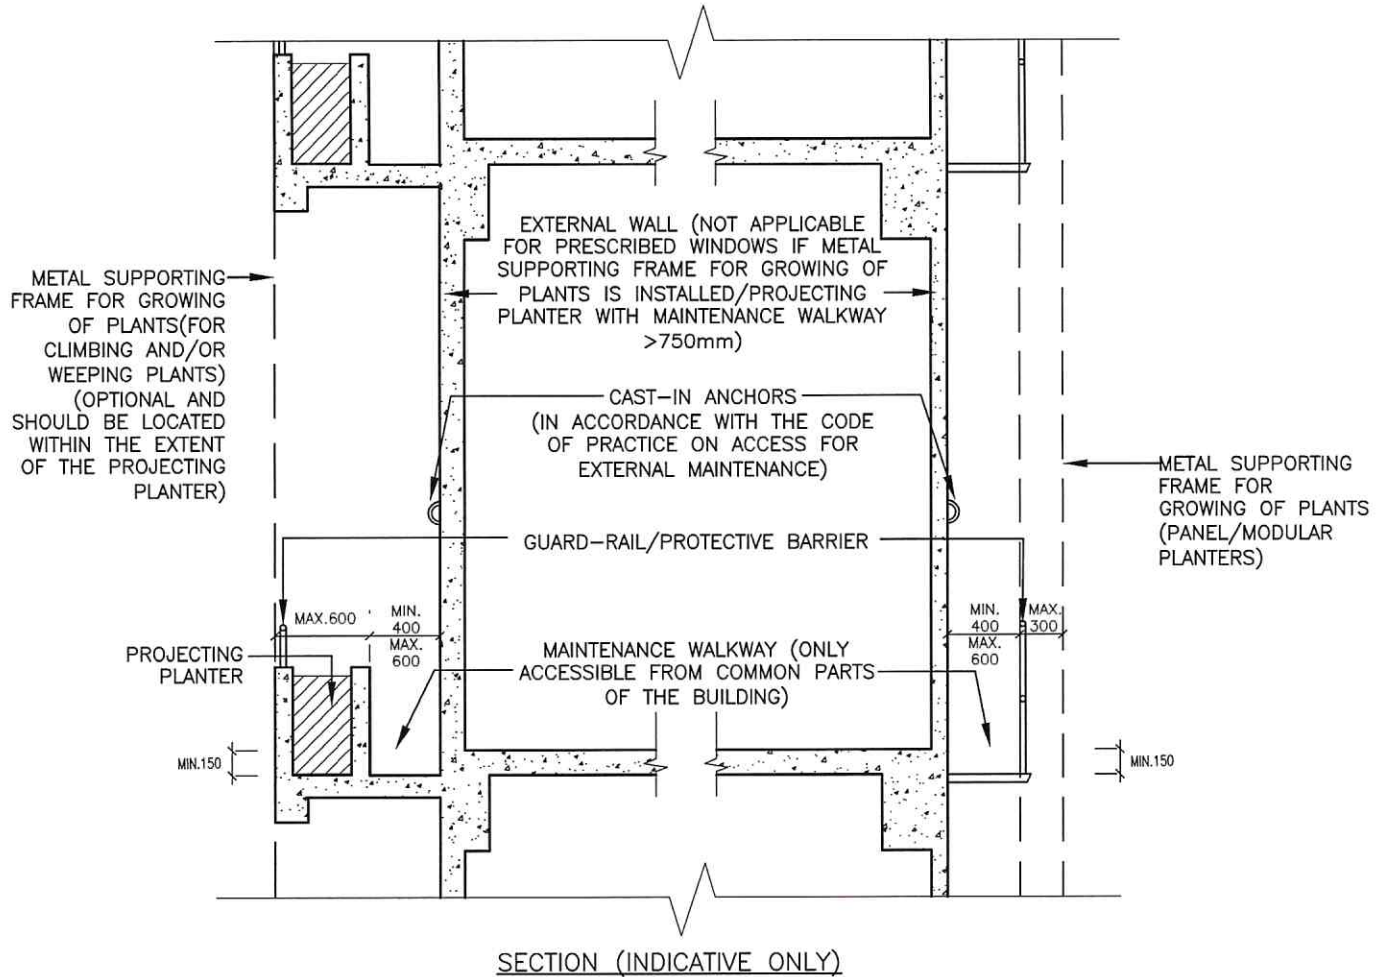 EXTERNAL WALL (NOT APPLICABLE
FOR PRESCRIBED WINDOWS IF METAL
SUPPORTING FRAME FOR GROWING OF
PLANTS IS INSTALLED/PROJECTING
PLANTER WITH MAINTENANCE WALKWAY
>750mm)
METAL SUPPORTING
FRAME FOR GROWING
OF PLANTS(FOR
CLIMBING AND/OR
WEEPING PLANTS)
(OPTIONAL AND
SHOULD BE LOCATED
WITHIN THE EXTENT
OF THE PROJECTING
PLANTER)
CAST-IN ANCHORS
(IN ACCORDANCE WITH THE CODE
OF PRACTICE ON ACCESS FOR
EXTERNAL MAINTENANCE)
METAL SUPPORTING
FRAME FOR
GROWING OF PLANTS
(PANEL/MODULAR
PLANTERS)
GUARD-RAIL/PROTECTIVE BARRIER
MAX.600
MIN.
400
MAX.
600
MIN.
400
MAX.
600
MAX.
300
PROJECTING
PLANTER
MAINTENANCE WALKWAY (ONLY
ACCESSIBLE FROM COMMON PARTS
OF THE BUILDING)
MIN.150
MIN.150
SECTION (INDICATIVE ONLY)